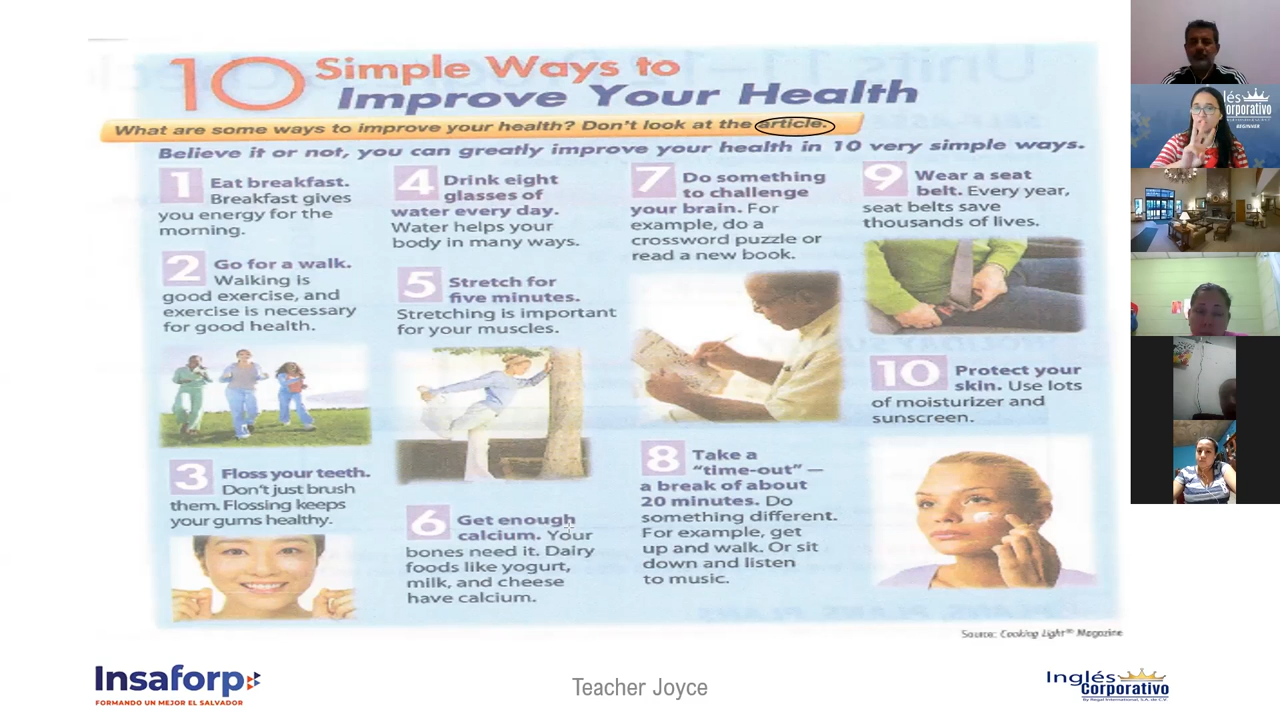 10 Simple Ways to
Improve Your Health
What are some ways to improve your health? Don't look at the article.
Believe it or not, you can greatly improve your health in 10 very simple ways.
1 Eat breakfast.
Breakfast gives
you energy for the
morning.
2 Go for a walk.
Walking is
good exercise, and
exercise is necessary
for good health.
3 Floss your teeth.
Don't just brush
them. Flossing keeps
your gums healthy.
4 Drink eight
glasses of
water every day.
Water helps your
body in many ways.
5 Stretch for
five minutes.
Stretching is important
for your muscles.
6 Get enough
calcium. Your
bones need it. Dairy
foods like yogurt,
milk, and cheese
have calcium.
7 Do something
to challenge
your brain. For
example, do a
crossword puzzle or
read a new book.
8 Take a
"time-out" —
a break of about
20 minutes. Do
something different.
For example, get
up and walk. Or sit
down and listen
to music.
9 Wear a seat
belt. Every year,
seat belts save
thousands of lives.
10 Protect your
skin. Use lots
of moisturizer and
sunscreen.
Source: Cooking Light Magazine
Insaforp
FORMANDO UN MEJOR EL SALVADOR
Teacher Joyce
Inglés
Corporativo
By Regal International, S.A. de C.V.
lés
orporativo
BEGINNER